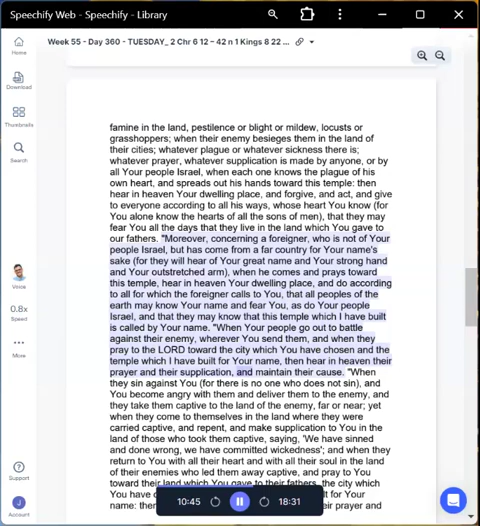 Speechify Web - Speechify - Library
Week 55 - Day 360 - TUESDAY_ 2 Chr 6 12 – 42 n 1 Kings 8 22 ...
Home
Download
Thumbnails
Search
Voice
0.8x
Speed
More
Support
J
Account
famine in the land, pestilence or blight or mildew, locusts or
grasshoppers; when their enemy besieges them in the land of
their cities; whatever plague or whatever sickness there is;
whatever prayer, whatever supplication is made by anyone, or by
all Your people Israel, when each one knows the plague of his
own heart, and spreads out his hands toward this temple: then
hear in heaven Your dwelling place, and forgive, and act, and give
to everyone according to all his ways, whose heart You know (for
You alone know the hearts of all the sons of men), that they may
fear You all the days that they live in the land which You gave to
our fathers. "Moreover, concerning a foreigner, who is not of Your
people Israel, but has come from a far country for Your name's
sake (for they will hear of Your great name and Your strong hand
and Your outstretched arm), when he comes and prays toward
this temple, hear in heaven Your dwelling place, and do according
to all for which the foreigner calls to You, that all peoples of the
earth may know Your name and fear You, as do Your people
Israel, and that they may know that this temple which I have built
is called by Your name. "When Your people go out to battle
against their enemy, wherever You send them, and when they
pray to the LORD toward the city which You have chosen and the
temple which I have built for Your name, then hear in heaven their
prayer and their supplication, and maintain their cause. "When
they sin against You (for there is no one who does not sin), and
You become angry with them and deliver them to the enemy, and
they take them captive to the land of the enemy, far or near; yet
when they come to themselves in the land where they were
carried captive, and repent, and make supplication to You in the
land of those who took them captive, saying, 'We have sinned
and done wrong, we have committed wickedness'; and when they
return to You with all their heart and with all their soul in the land
of their enemies who led them away captive, and pray to You
toward their land which You gave to their fathers, the city which
You have
name: 
t for Your
ir prayer and
10:45
18:31